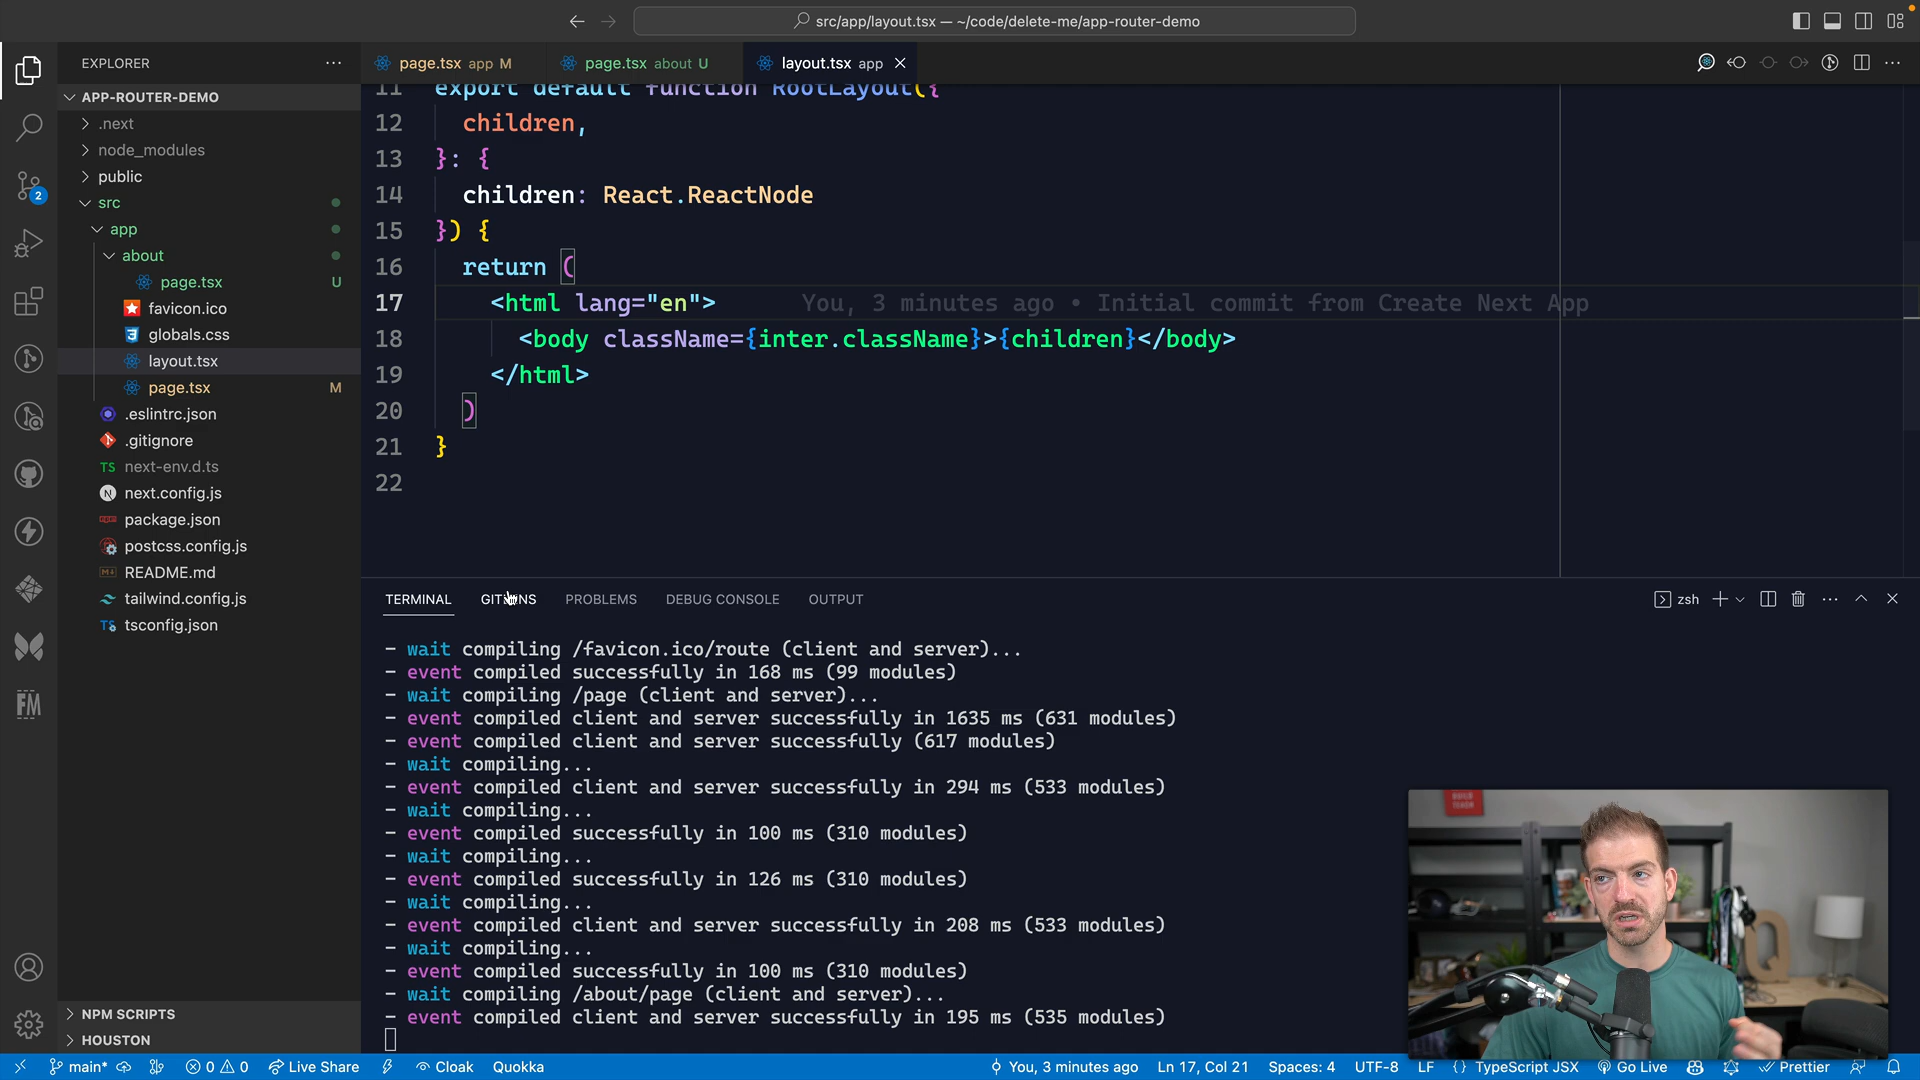 src/app/layout.tsx — ~/code/delete-me/app-router-demo
EXPLORER
page.tsx app M
page.tsx about U
layout.tsx app
APP-ROUTER-DEMO
.next
node_modules
public
src
app
about
page.tsx U
favicon.ico
globals.css
layout.tsx
page.tsx M
.eslintrc.json
.gitignore
TS next-env.d.ts
N next.config.js
package.json
postcss.config.js
README.md
tailwind.config.js
TS tsconfig.json
NPM SCRIPTS
HOUSTON
2
FM
11 export default function RootLayout({
12 children,
13 }: {
14 children: React.ReactNode
15 }) {
16 return (
17 <html lang="en"> You, 3 minutes ago • Initial commit from Create Next App
18 <body className={inter.className}>{children}</body>
19 </html>
20 )
21 }
22
TERMINAL PROBLEMS DEBUG CONSOLE OUTPUT
zsh
- wait compiling /favicon.ico/route (client and server)...
- event compiled successfully in 168 ms (99 modules)
- wait compiling /page (client and server)...
- event compiled client and server successfully in 1635 ms (631 modules)
- event compiled client and server successfully (617 modules)
- wait compiling...
- event compiled client and server successfully in 294 ms (533 modules)
- wait compiling...
- event compiled successfully in 100 ms (310 modules)
- wait compiling...
- event compiled successfully in 126 ms (310 modules)
- wait compiling...
- event compiled client and server successfully in 208 ms (533 modules)
- wait compiling...
- event compiled successfully in 100 ms (310 modules)
- wait compiling /about/page (client and server)...
- event compiled client and server successfully in 195 ms (535 modules)
main* 0 0 Live Share Cloak Quokka You, 3 minutes ago Ln 17, Col 21 Spaces: 4 UTF-8 LF {} TypeScript JSX Go Live Prettier